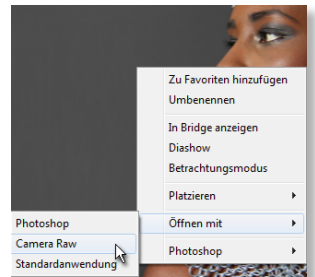 Zu Favoriten hinzufügen
Umbenennen
In Bridge anzeigen
Diashow
Betrachtungsmodus
Platzieren
Öffnen mit
Photoshop
Photoshop
Camera Raw
Standardanwendung